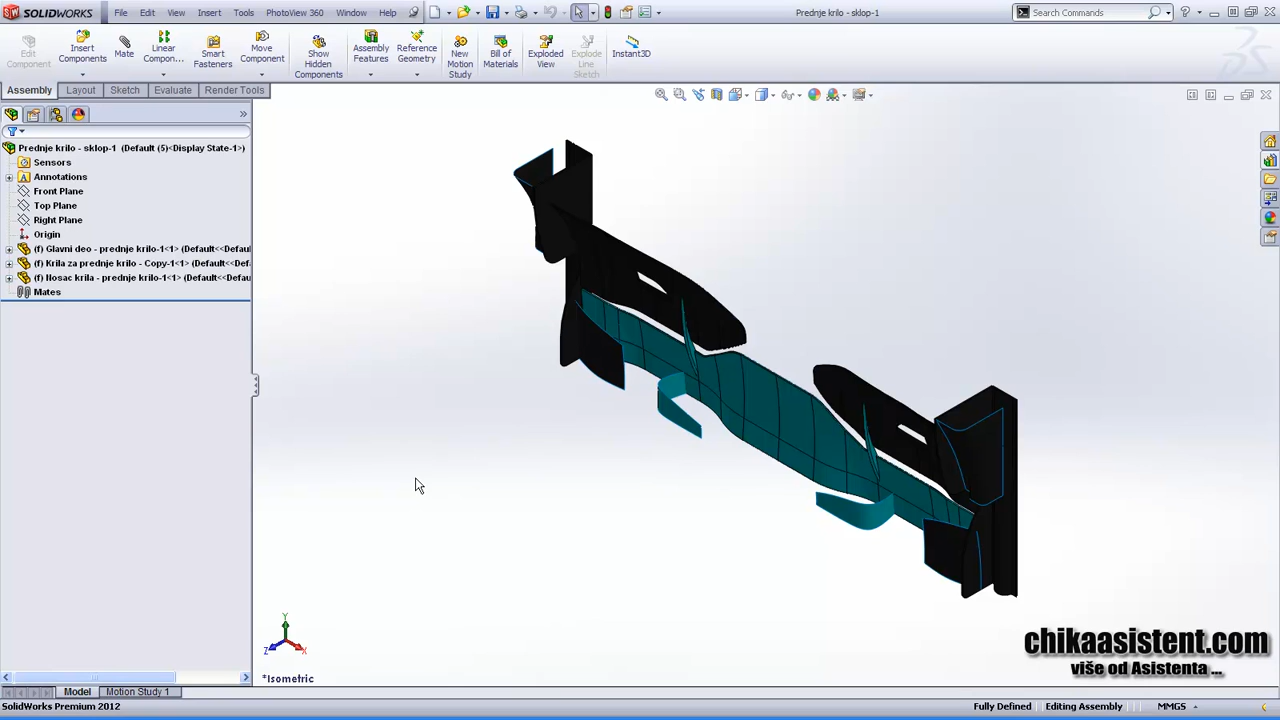 SOLIDWORKS File Edit View Insert Tools PhotoView 360 Window Help Prednje krilo - sklop-1 Search Commands
Edit Component
Insert Components
Mate
Linear Compon...
Smart Fasteners
Move Component
Show Hidden Components
Assembly Features
Reference Geometry
New Motion Study
Bill of Materials
Exploded View
Explode Line Sketch
Instant3D
Assembly Layout Sketch Evaluate Render Tools
Prednje krilo - sklop-1 (Default (5)<Display State-1>)
Sensors
Annotations
Front Plane
Top Plane
Right Plane
Origin
(f) Glavni deo - prednje krilo-1<1> (Default<<Defau
(f) Krila za prednje krilo - Copy-1<1> (Default<<Def
(f) Nosac krila - prednje krilo-1<1> (Default<<Defa
Mates
Y
Z
X
*Isometric
chikaasistent.com
više od Asistenta ...
Model Motion Study 1
SolidWorks Premium 2012 Fully Defined Editing Assembly MMGS